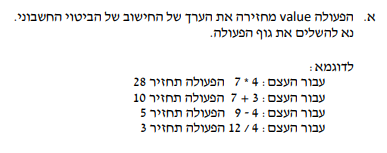 א. הפעולה value מחזירה את הערך של החישוב של הביטוי החשבוני.
נא להשלים את גוף הפעולה.
לדוגמא:
עבור העצם: 4 * 7 הפעולה תחזיר 28
עבור העצם: 3 + 7 הפעולה תחזיר 10
עבור העצם: 4 - 9 הפעולה תחזיר 5
עבור העצם: 4 / 12 הפעולה תחזיר 3